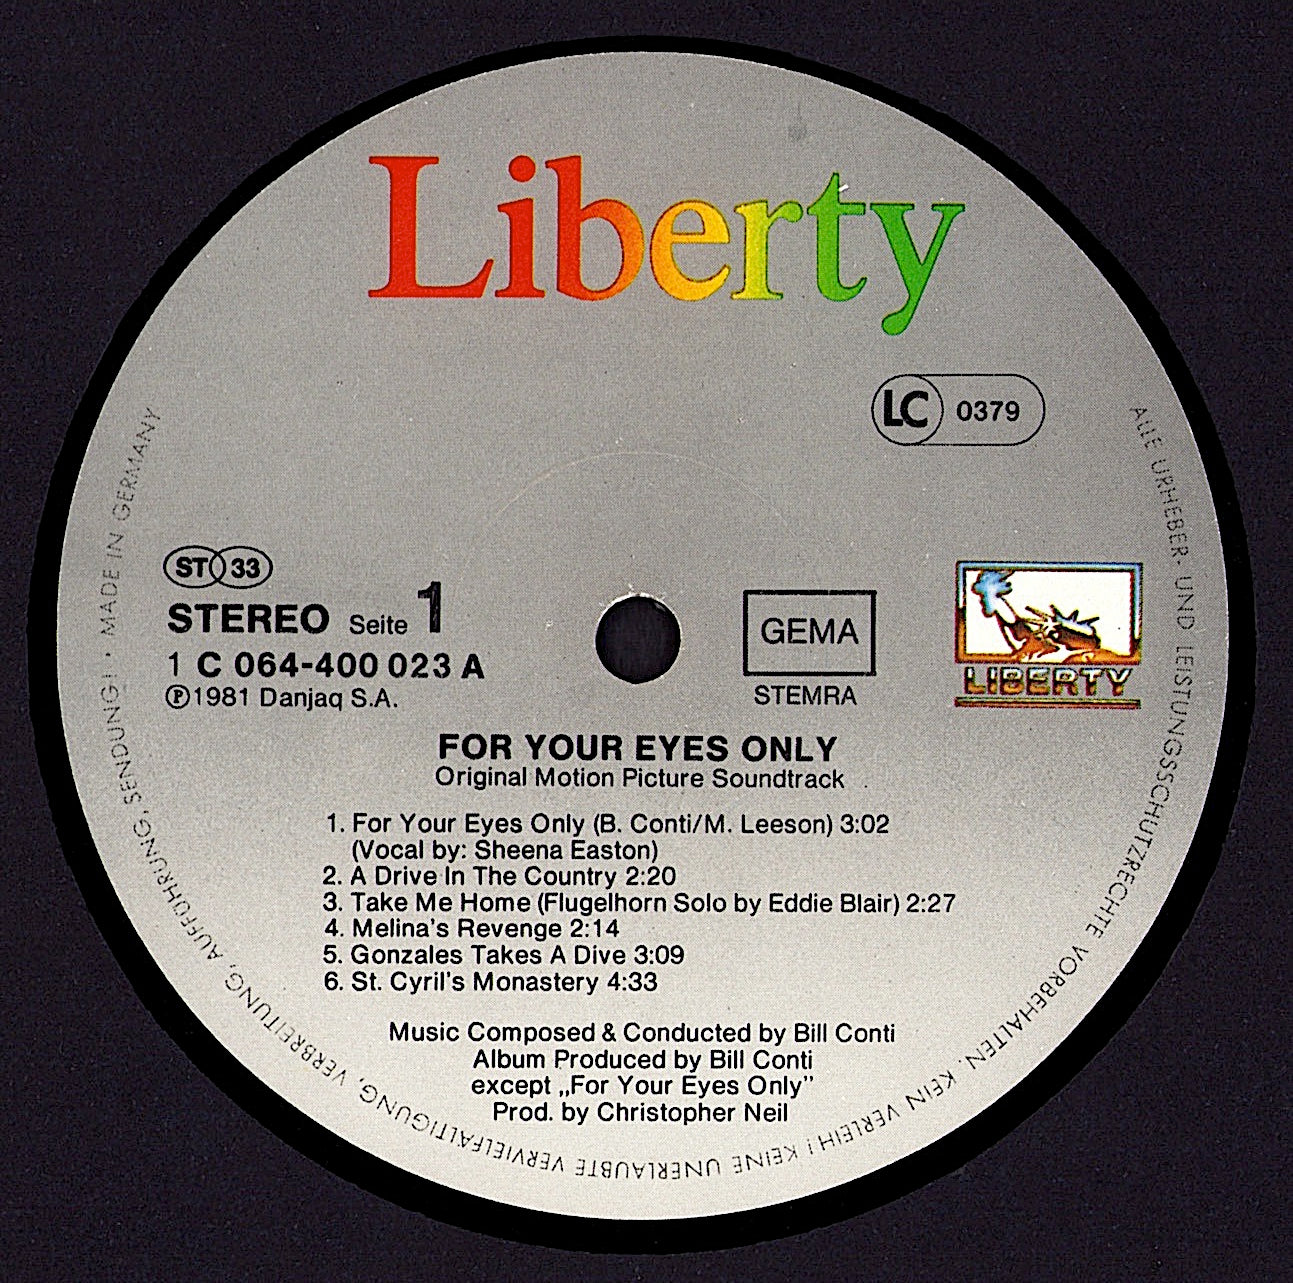 Liberty
LC 0379
ST 33
STEREO Seite 1
1 C 064-400 023 A
℗1981 Danjaq S.A.
GEMA
STEMRA
LIBERTY
FOR YOUR EYES ONLY
Original Motion Picture Soundtrack
1. For Your Eyes Only (B. Conti/M. Leeson) 3:02
(Vocal by: Sheena Easton)
2. A Drive In The Country 2:20
3. Take Me Home (Flugelhorn Solo by Eddie Blair) 2:27
4. Melina's Revenge 2:14
5. Gonzales Takes A Dive 3:09
6. St. Cyril's Monastery 4:33
Music Composed & Conducted by Bill Conti
Album Produced by Bill Conti
except „For Your Eyes Only”
Prod. by Christopher Neil
ALLE URHEBER- UND LEISTUNGSSCHUTZRECHTE VORBEHALTEN. KEIN VERLEIH! KEINE UNERLAUBTE VERVIELFÄLTIGUNG, VERBREITUNG, AUFFÜHRUNG, SENDUNG! · MADE IN GERMANY